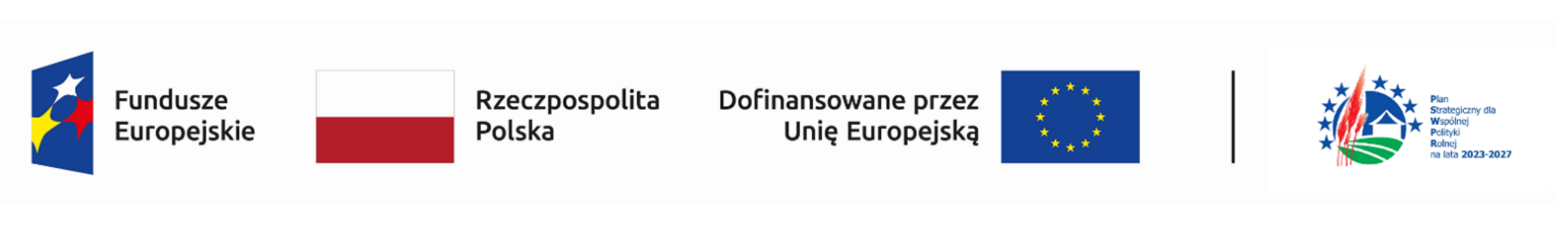 Fundusze
Europejskie
Rzeczpospolita
Polska
Dofinansowane przez
Unię Europejską
Plan
Strategiczny dla
Wspólnej
Polityki
Rolnej
na lata 2023-2027